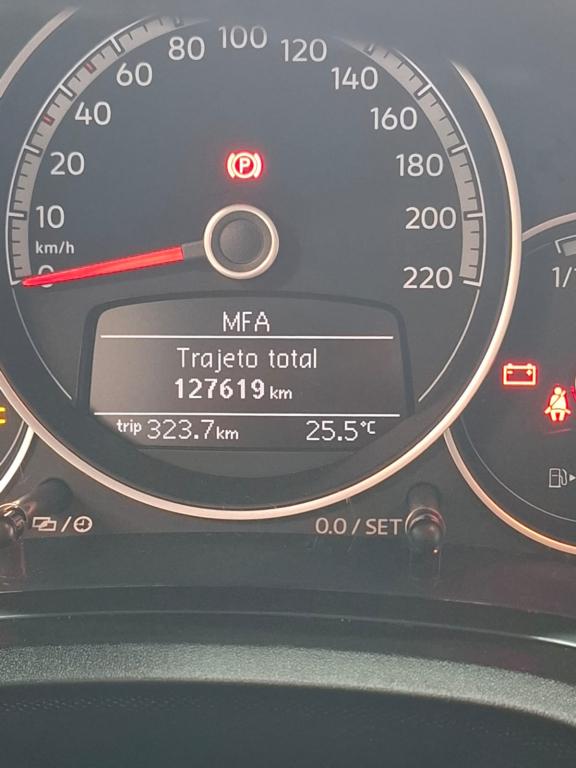 80 100 120
60 140
40 160
20 180
10 200
km/h
0 220
1/
MFA
Trajeto total
127619 km
trip 323.7 km 25.5°C
/ 0.0 / SET
P